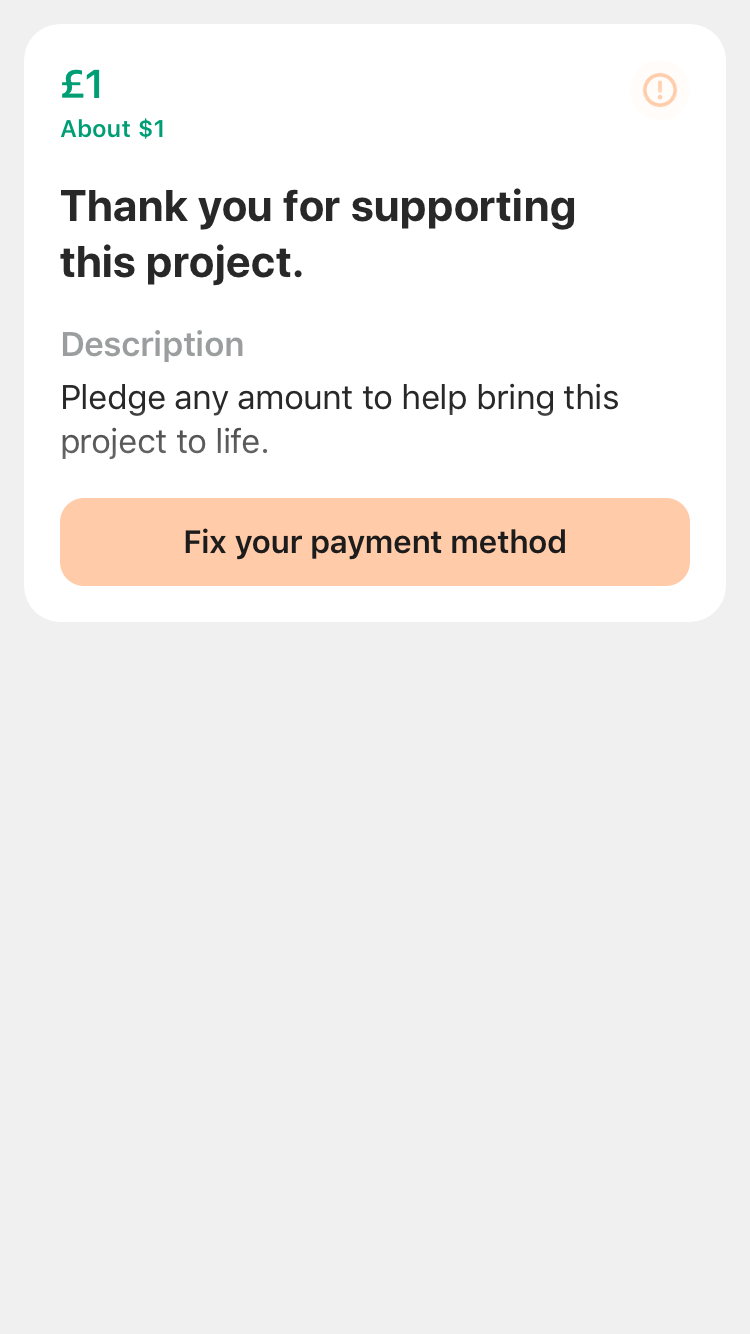 £1
About $1
Thank you for supporting
this project.
Description
Pledge any amount to help bring this
project to life.
Fix your payment method